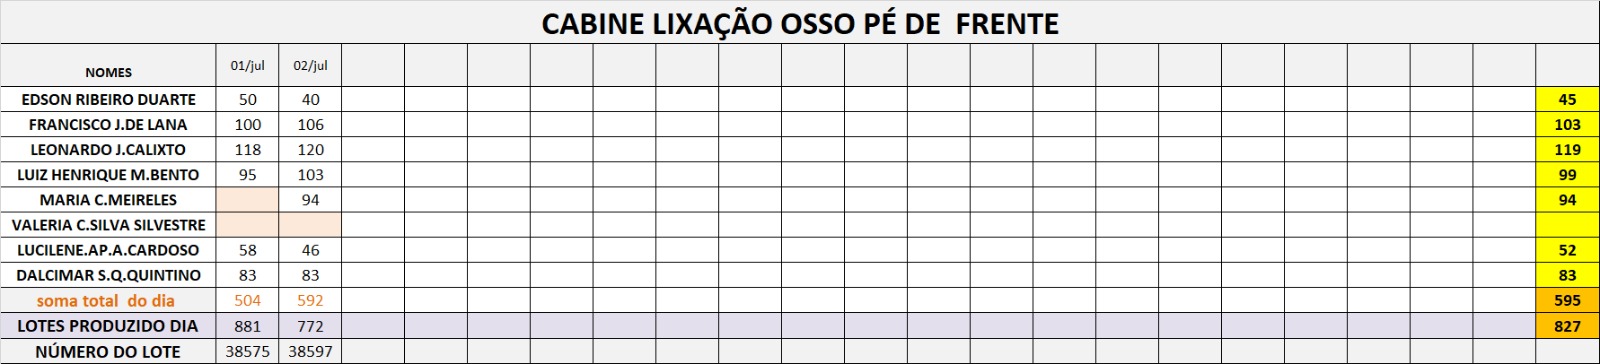 CABINE LIXAÇÃO OSSO PÉ DE FRENTE
NOMES 01/jul 02/jul
EDSON RIBEIRO DUARTE 50 40 45
FRANCISCO J.DE LANA 100 106 103
LEONARDO J.CALIXTO 118 120 119
LUIZ HENRIQUE M.BENTO 95 103 99
MARIA C.MEIRELES 94 94
VALERIA C.SILVA SILVESTRE
LUCILENE.AP.A.CARDOSO 58 46 52
DALCIMAR S.Q.QUINTINO 83 83 83
soma total do dia 504 592 595
LOTES PRODUZIDO DIA 881 772 827
NÚMERO DO LOTE 38575 38597